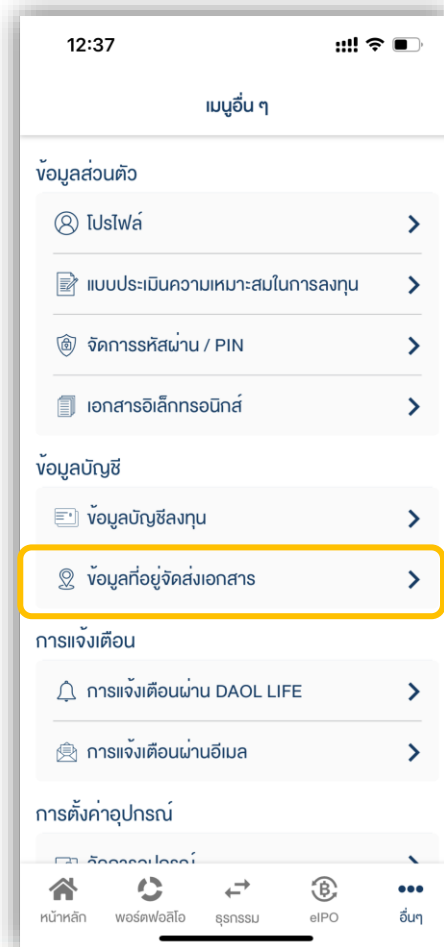 12:37
เมนูอื่น ๆ
ข้อมูลส่วนตัว
โปรไฟล์
แบบประเมินความเหมาะสมในการลงทุน
จัดการรหัสผ่าน / PIN
เอกสารอิเล็กทรอนิกส์
ข้อมูลบัญชี
ข้อมูลบัญชีลงทุน
ข้อมูลที่อยู่จัดส่งเอกสาร
การแจ้งเตือน
การแจ้งเตือนผ่าน DAOL LIFE
การแจ้งเตือนผ่านอีเมล
การตั้งค่าอุปกรณ์
หน้าหลัก พอร์ตฟอลิโอ ธุรกรรม eIPO อื่นๆ